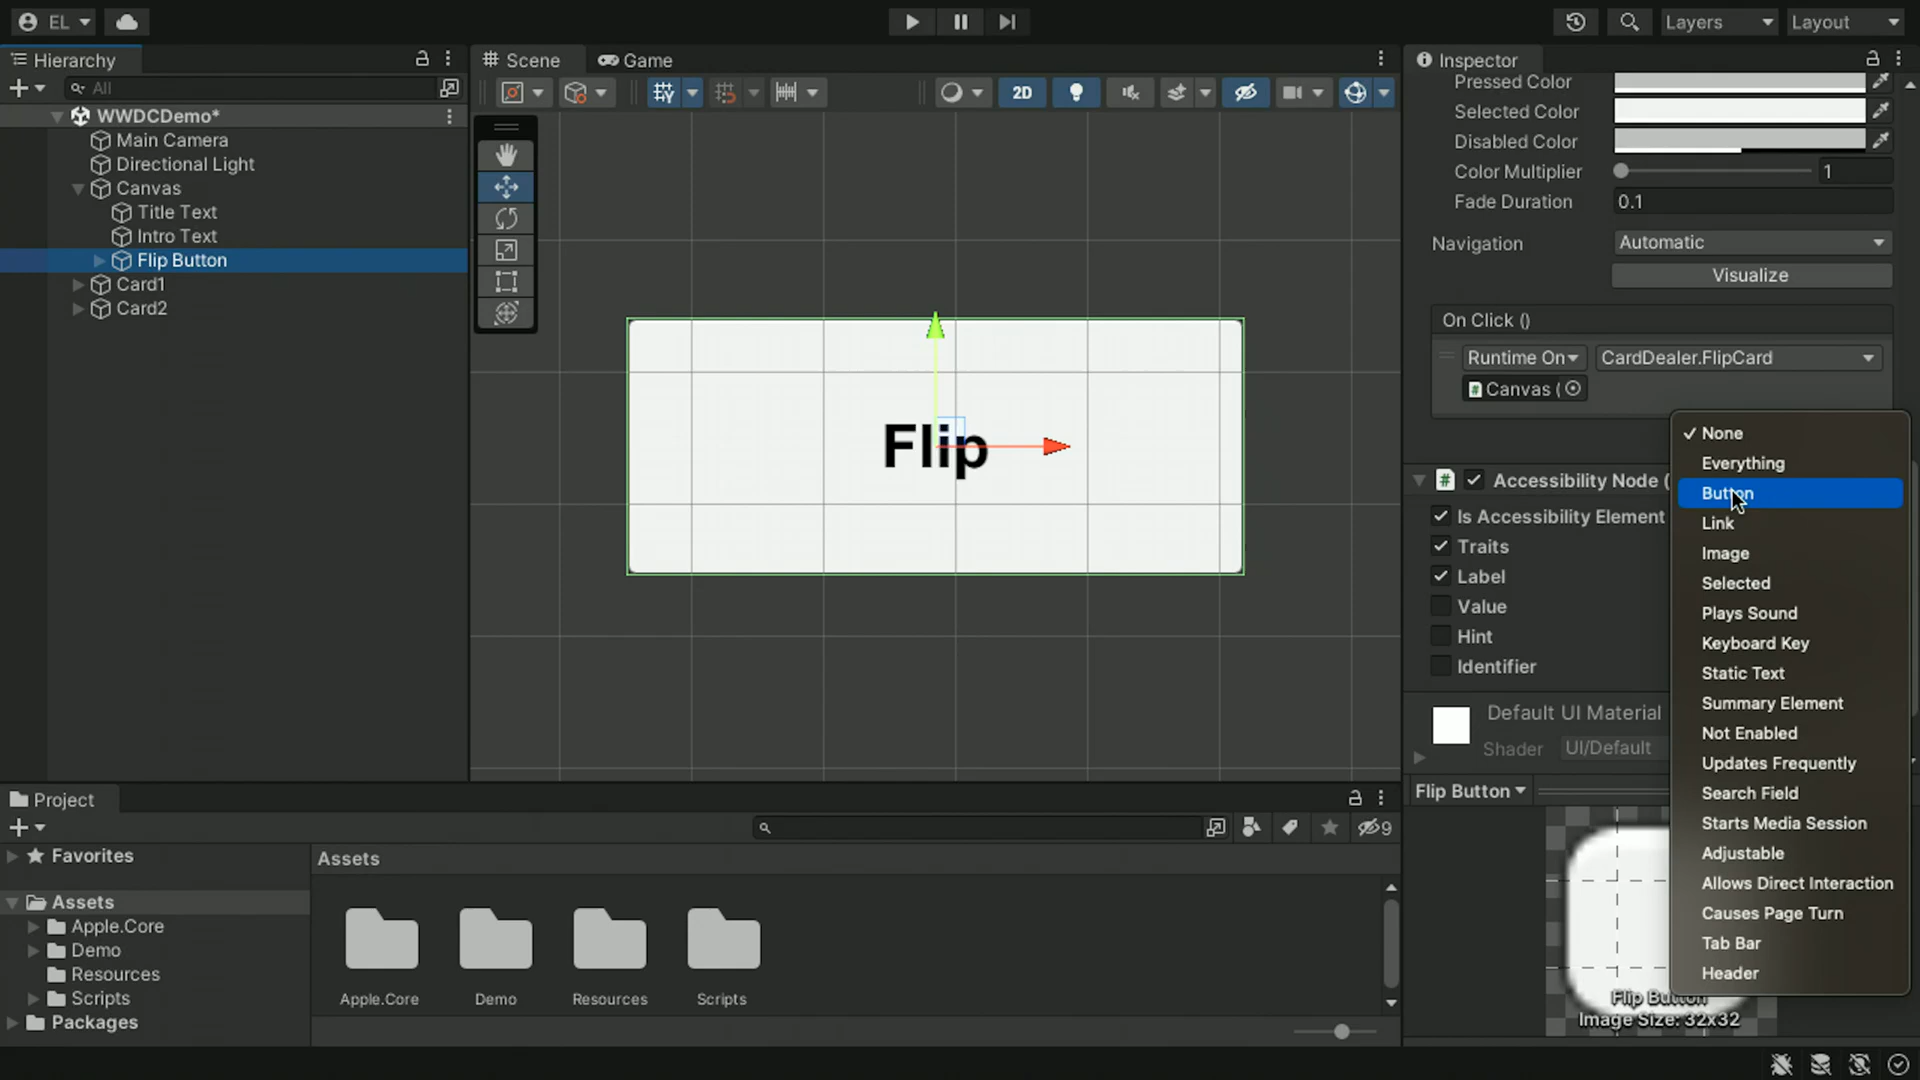 EL
Layers
Layout
Hierarchy
All
WWDCDemo*
Main Camera
Directional Light
Canvas
Title Text
Intro Text
Flip Button
Card1
Card2
Scene
Game
2D
Flip
Inspector
Pressed Color
Selected Color
Disabled Color
Color Multiplier
1
Fade Duration
0.1
Navigation
Automatic
Visualize
On Click ()
Runtime On
CardDealer.FlipCard
Canvas (
Accessibility Node (
Is Accessibility Element
Traits
Label
Value
Hint
Identifier
None
Everything
Button
Link
Image
Selected
Plays Sound
Keyboard Key
Static Text
Summary Element
Not Enabled
Updates Frequently
Search Field
Starts Media Session
Adjustable
Allows Direct Interaction
Causes Page Turn
Tab Bar
Header
Default UI Material
Shader
UI/Default
Flip Button
Flip Button
Image Size: 32x32
Project
9
Favorites
Assets
Apple.Core
Demo
Resources
Scripts
Packages
Assets
Apple.Core
Demo
Resources
Scripts